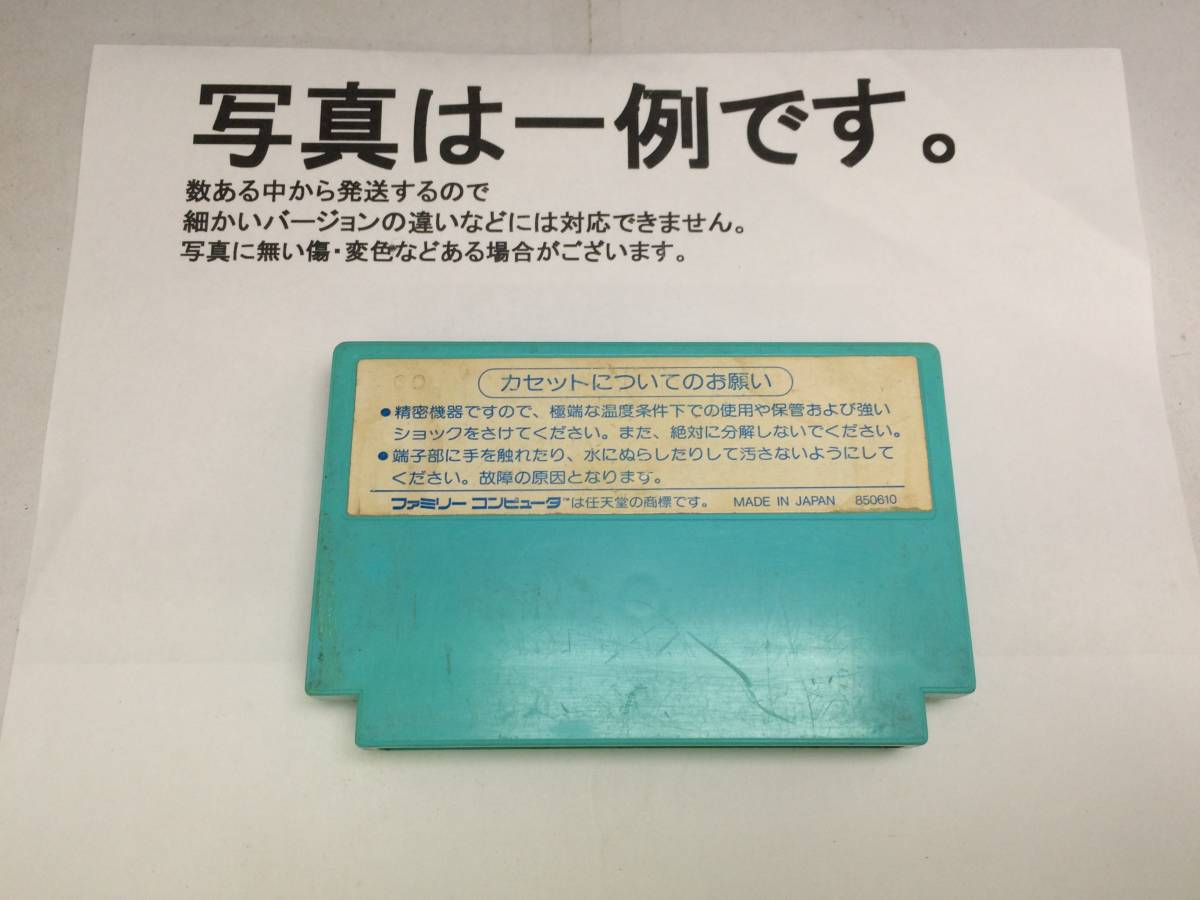 写真は一例です。
数ある中から発送するので
細かいバージョンの違いなどには対応できません。
写真に無い傷・変色などある場合がございます。
カセットについてのお願い
●精密機器ですので、極端な温度条件下での使用や保管および強い
ショックをさけてください。また、絶対に分解しないでください。
●端子部に手を触れたり、水にぬらしたりして汚さないようにして
ください。故障の原因となります。
ファミリー コンピュータ™は任天堂の商標です。 MADE IN JAPAN 850610